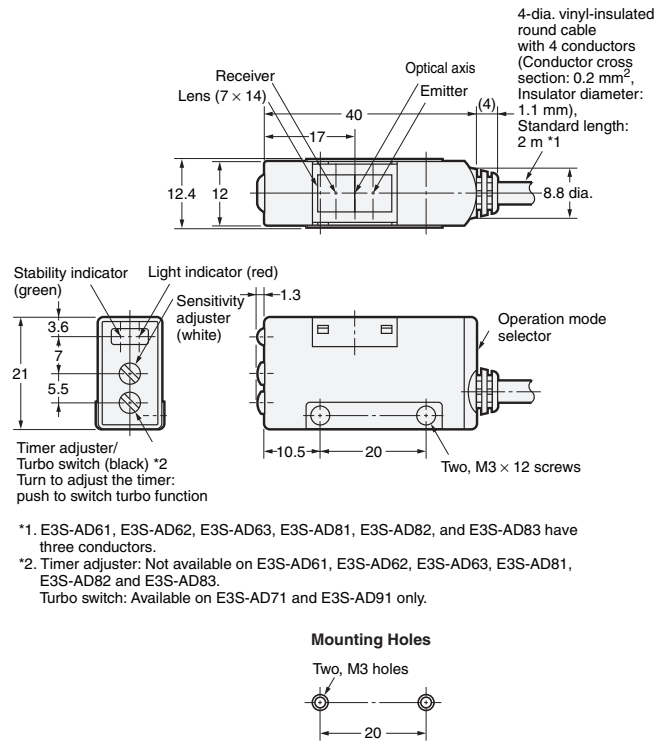 4-dia. vinyl-insulated
round cable
with 4 conductors
(Conductor cross
section: 0.2 mm²,
Insulator diameter:
1.1 mm),
Standard length:
2 m *1
Receiver
Lens (7 × 14)
Optical axis
Emitter
40
(4)
17
12.4
12
8.8 dia.
Stability indicator
(green)
Light indicator (red)
Sensitivity
adjuster
(white)
1.3
Operation mode
selector
3.6
7
21
5.5
10.5
20
Two, M3 × 12 screws
Timer adjuster/
Turbo switch (black) *2
Turn to adjust the timer:
push to switch turbo function
*1. E3S-AD61, E3S-AD62, E3S-AD63, E3S-AD81, E3S-AD82, and E3S-AD83 have
three conductors.
*2. Timer adjuster: Not available on E3S-AD61, E3S-AD62, E3S-AD63, E3S-AD81,
E3S-AD82 and E3S-AD83.
Turbo switch: Available on E3S-AD71 and E3S-AD91 only.
Mounting Holes
Two, M3 holes
20